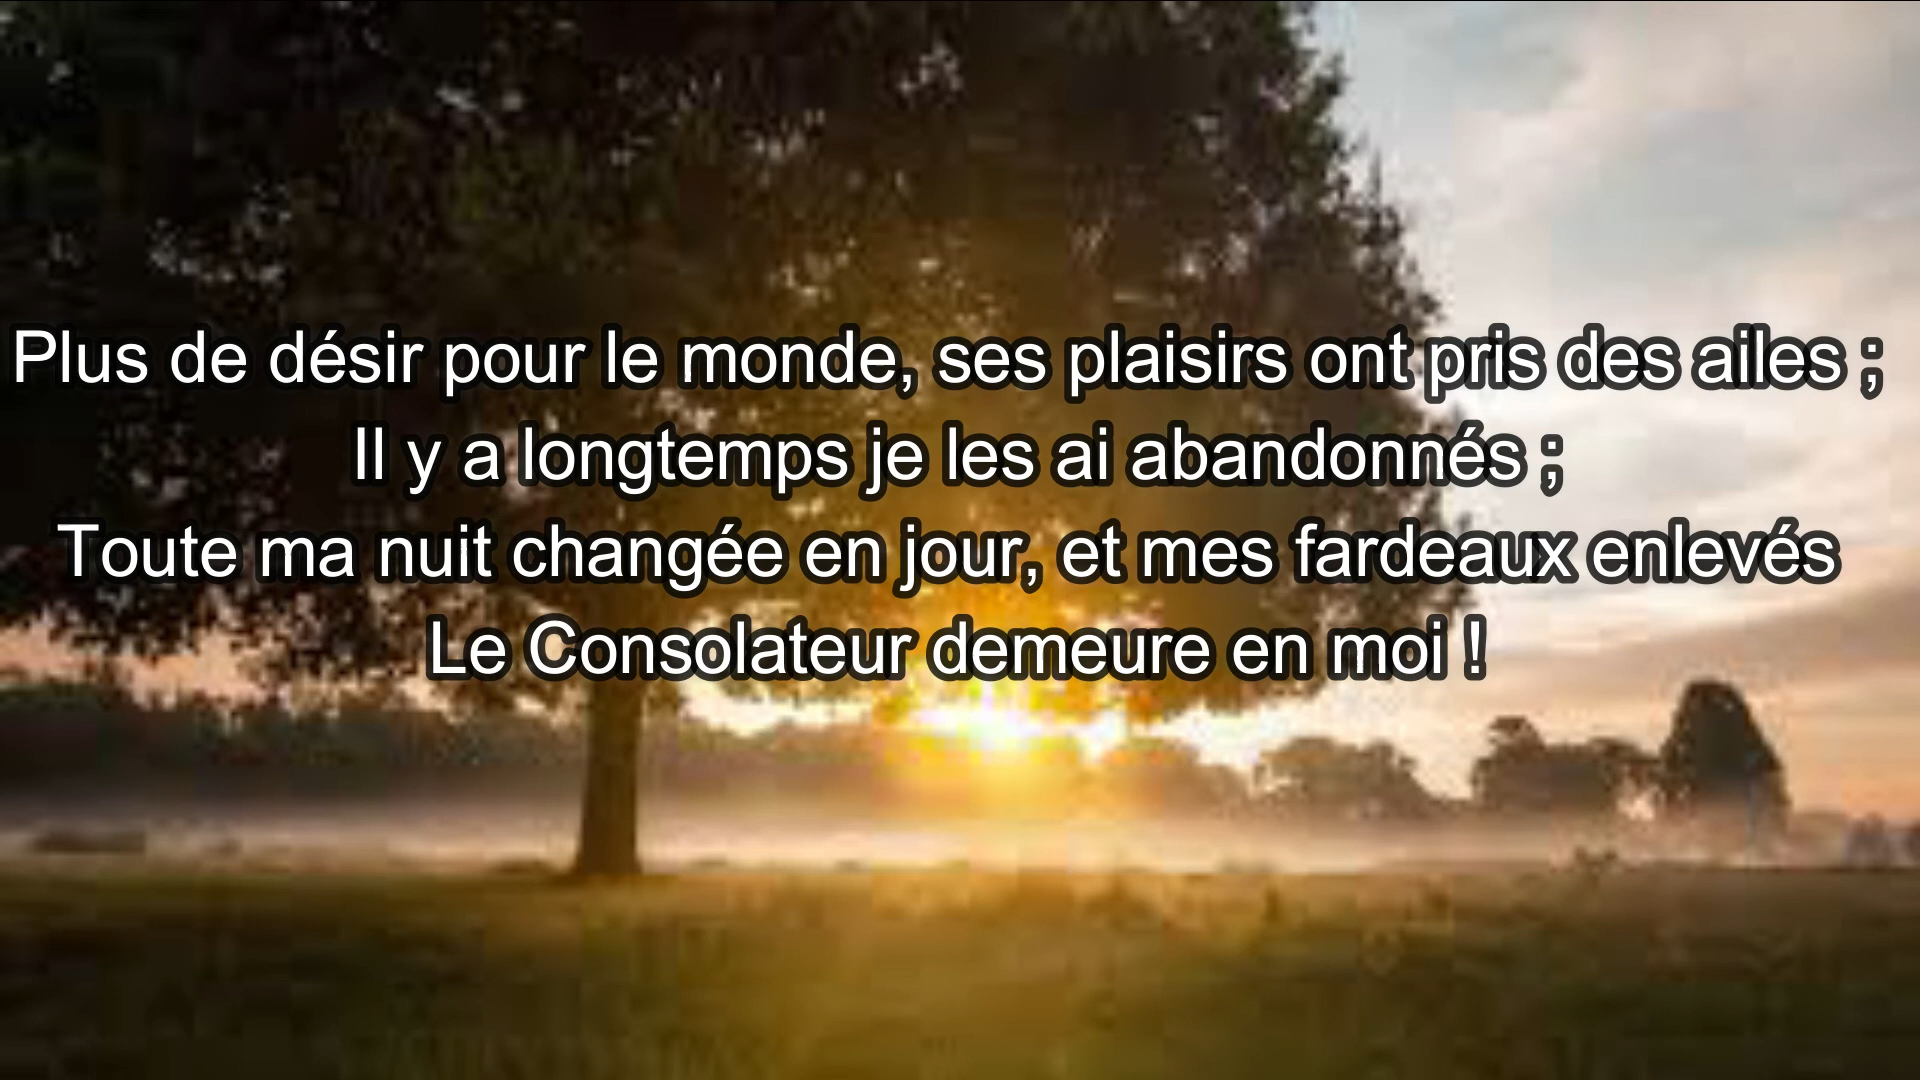 Plus de désir pour le monde, ses plaisirs ont pris des ailes ;
Il y a longtemps je les ai abandonnés ;
Toute ma nuit changée en jour, et mes fardeaux enlevés
Le Consolateur demeure en moi !